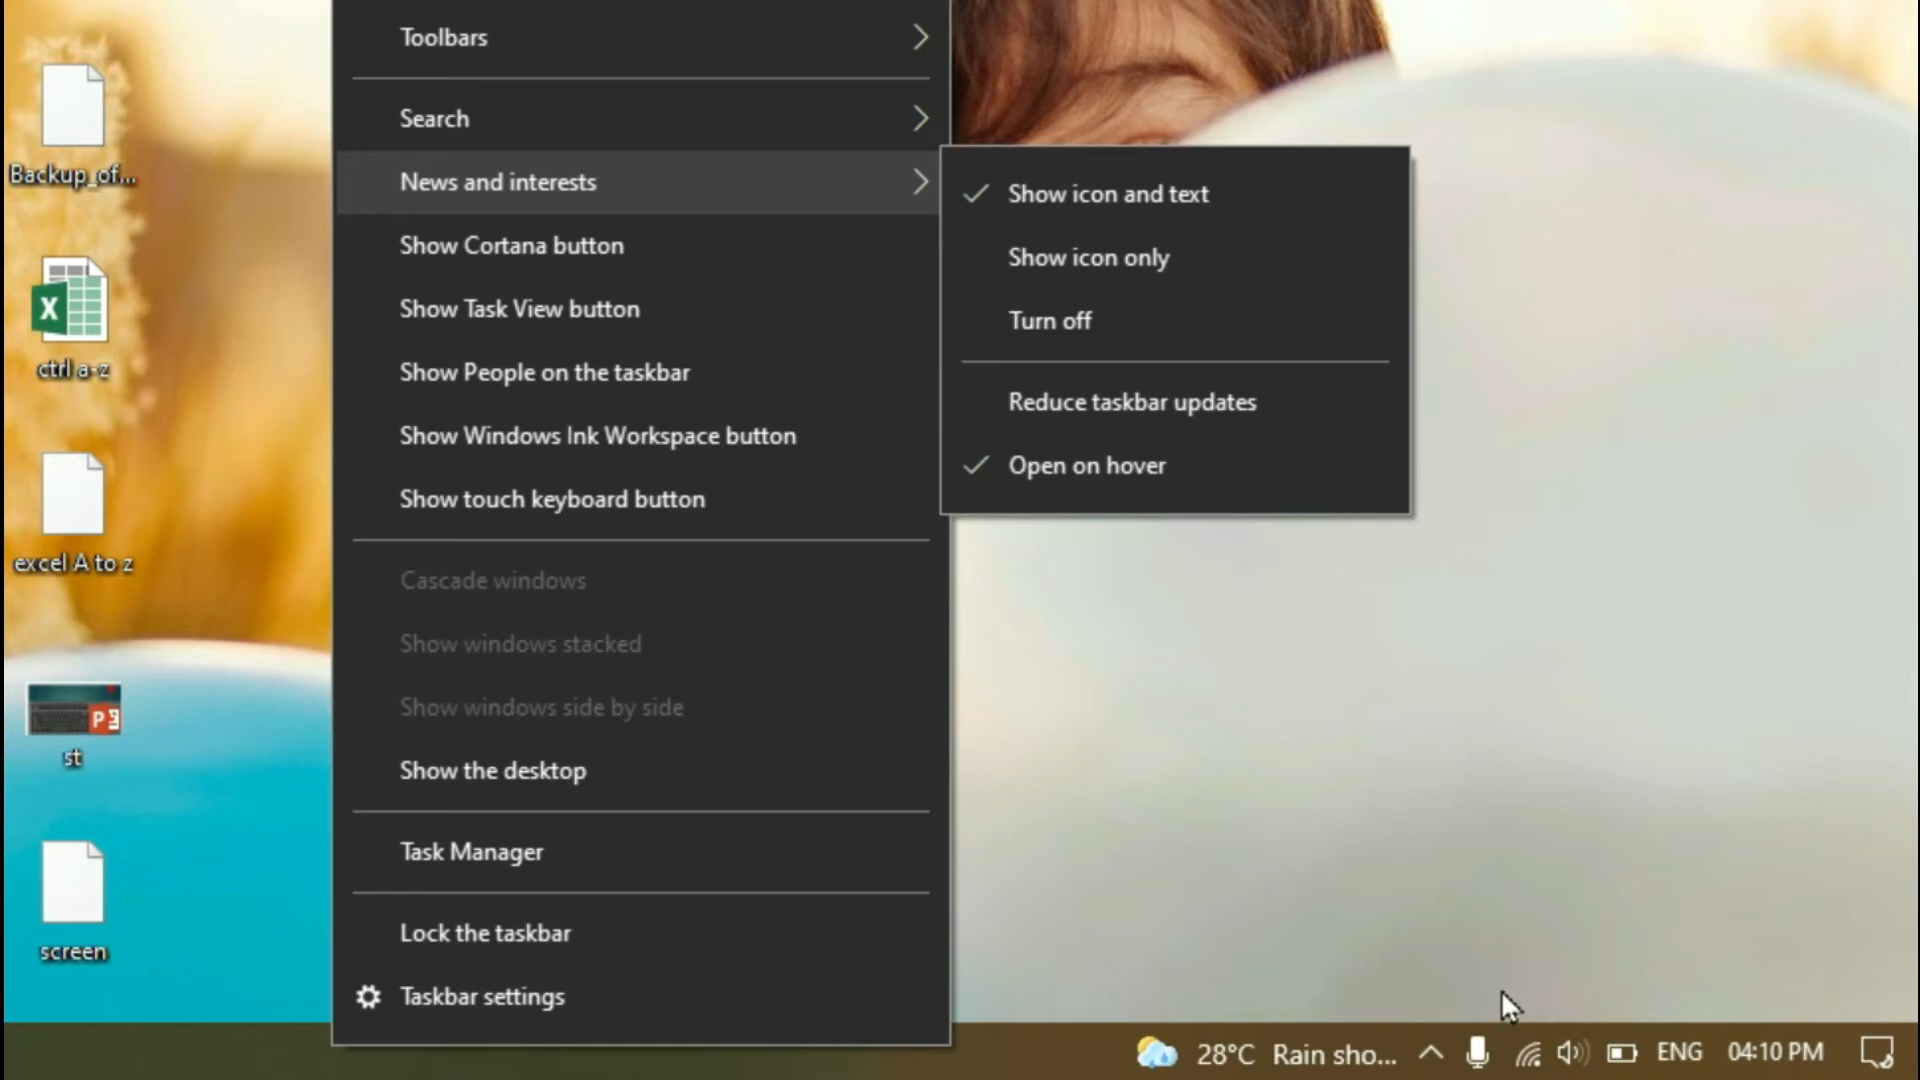 Backup_of...
ctrl a-z
excel A to z
st
screen
Toolbars
Search
News and interests
Show Cortana button
Show Task View button
Show People on the taskbar
Show Windows Ink Workspace button
Show touch keyboard button
Cascade windows
Show windows stacked
Show windows side by side
Show the desktop
Task Manager
Lock the taskbar
Taskbar settings
Show icon and text
Show icon only
Turn off
Reduce taskbar updates
Open on hover
28°C Rain sho... ENG 04:10 PM